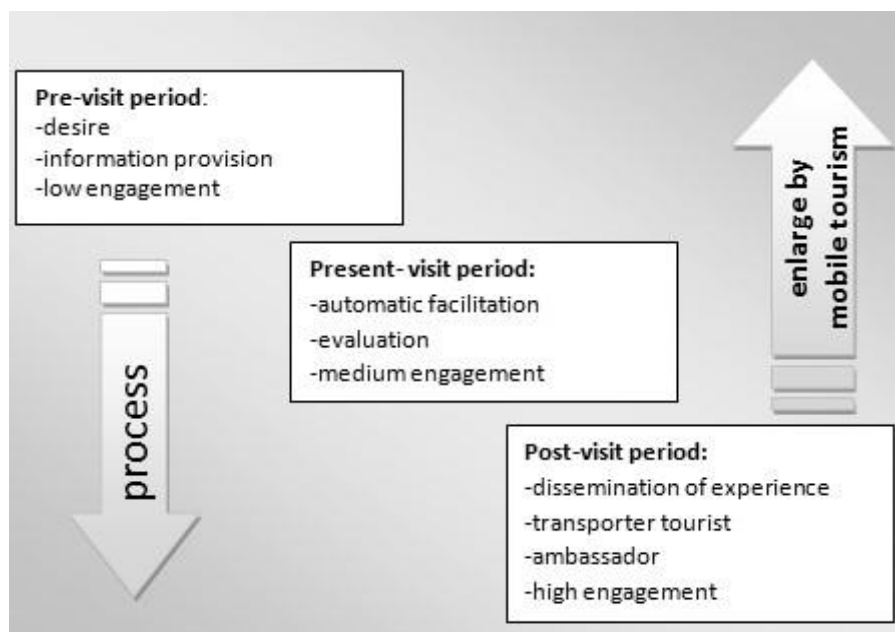 Pre-visit period:
-desire
-information provision
-low engagement
enlarge by
mobile tourism
Present- visit period:
-automatic facilitation
-evaluation
-medium engagement
process
Post-visit period:
-dissemination of experience
-transporter tourist
-ambassador
-high engagement